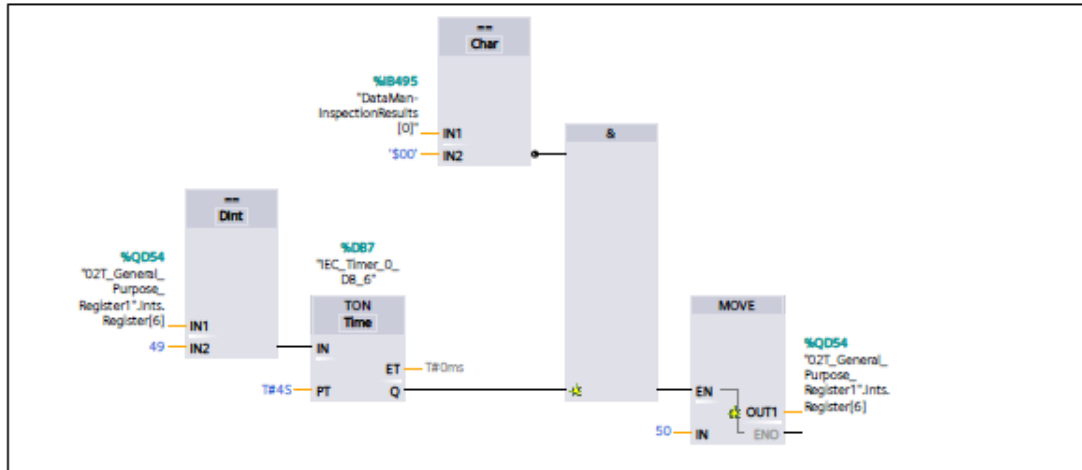 ==
Char
%IB495
"DataMan-
InspectionResults
[0]"
IN1
'$00'
IN2
&
==
DInt
%QD54
"02T_General_
Purpose_
Register1".Ints.
Register[6]
IN1
49
IN2
%DB7
"IEC_Timer_0_
DB_6"
TON
Time
IN
ET
T#0ms
T#4S
PT
Q
MOVE
EN
%QD54
"02T_General_
Purpose_
Register1".Ints.
Register[6]
OUT1
50
IN
ENO